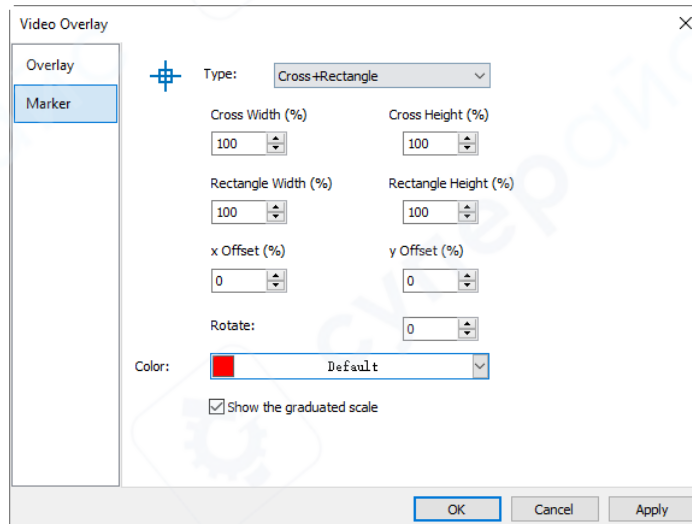 Video Overlay
Overlay
Marker
Type:
Cross+Rectangle
Cross Width (%)
Cross Height (%)
100
100
Rectangle Width (%)
Rectangle Height (%)
100
100
x Offset (%)
y Offset (%)
0
0
Rotate:
0
Color:
Default
Show the graduated scale
OK
Cancel
Apply
суперайс